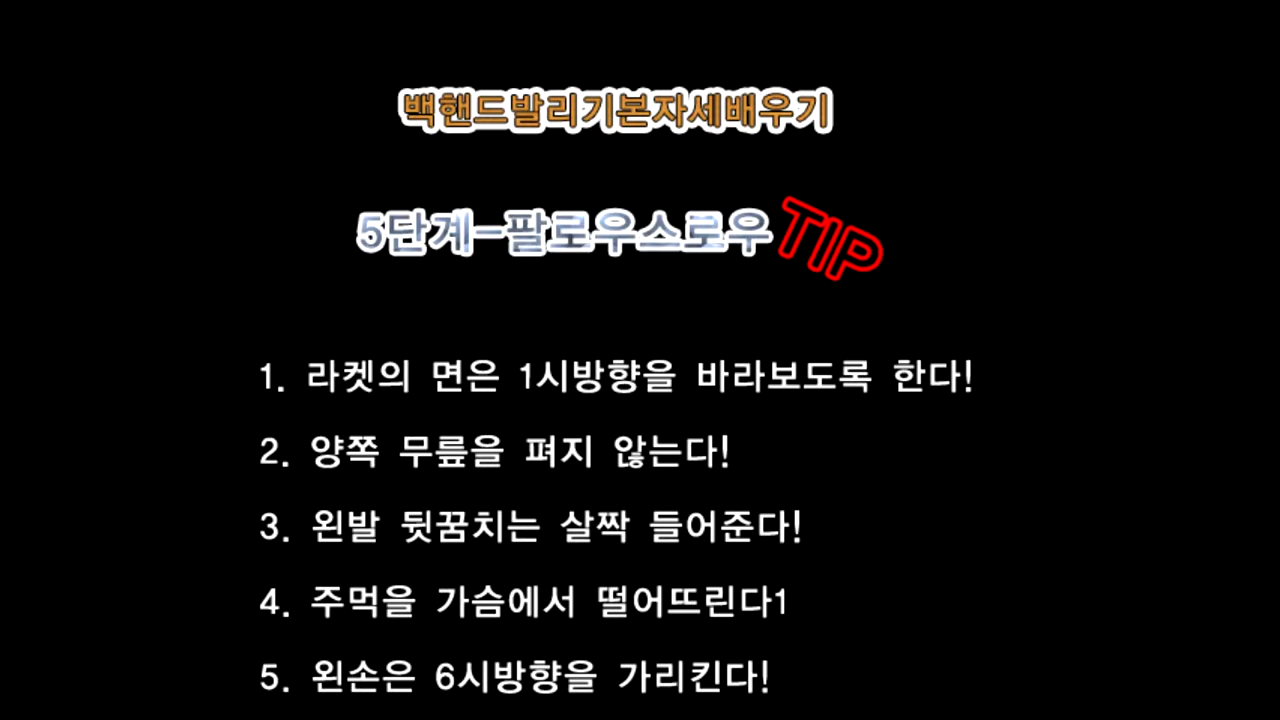 백핸드발리기본자세배우기
5단계-팔로우스로우 TIP
1. 라켓의 면은 1시방향을 바라보도록 한다!
2. 양쪽 무릎을 펴지 않는다!
3. 왼발 뒷꿈치는 살짝 들어준다!
4. 주먹을 가슴에서 떨어뜨린다1
5. 왼손은 6시방향을 가리킨다!